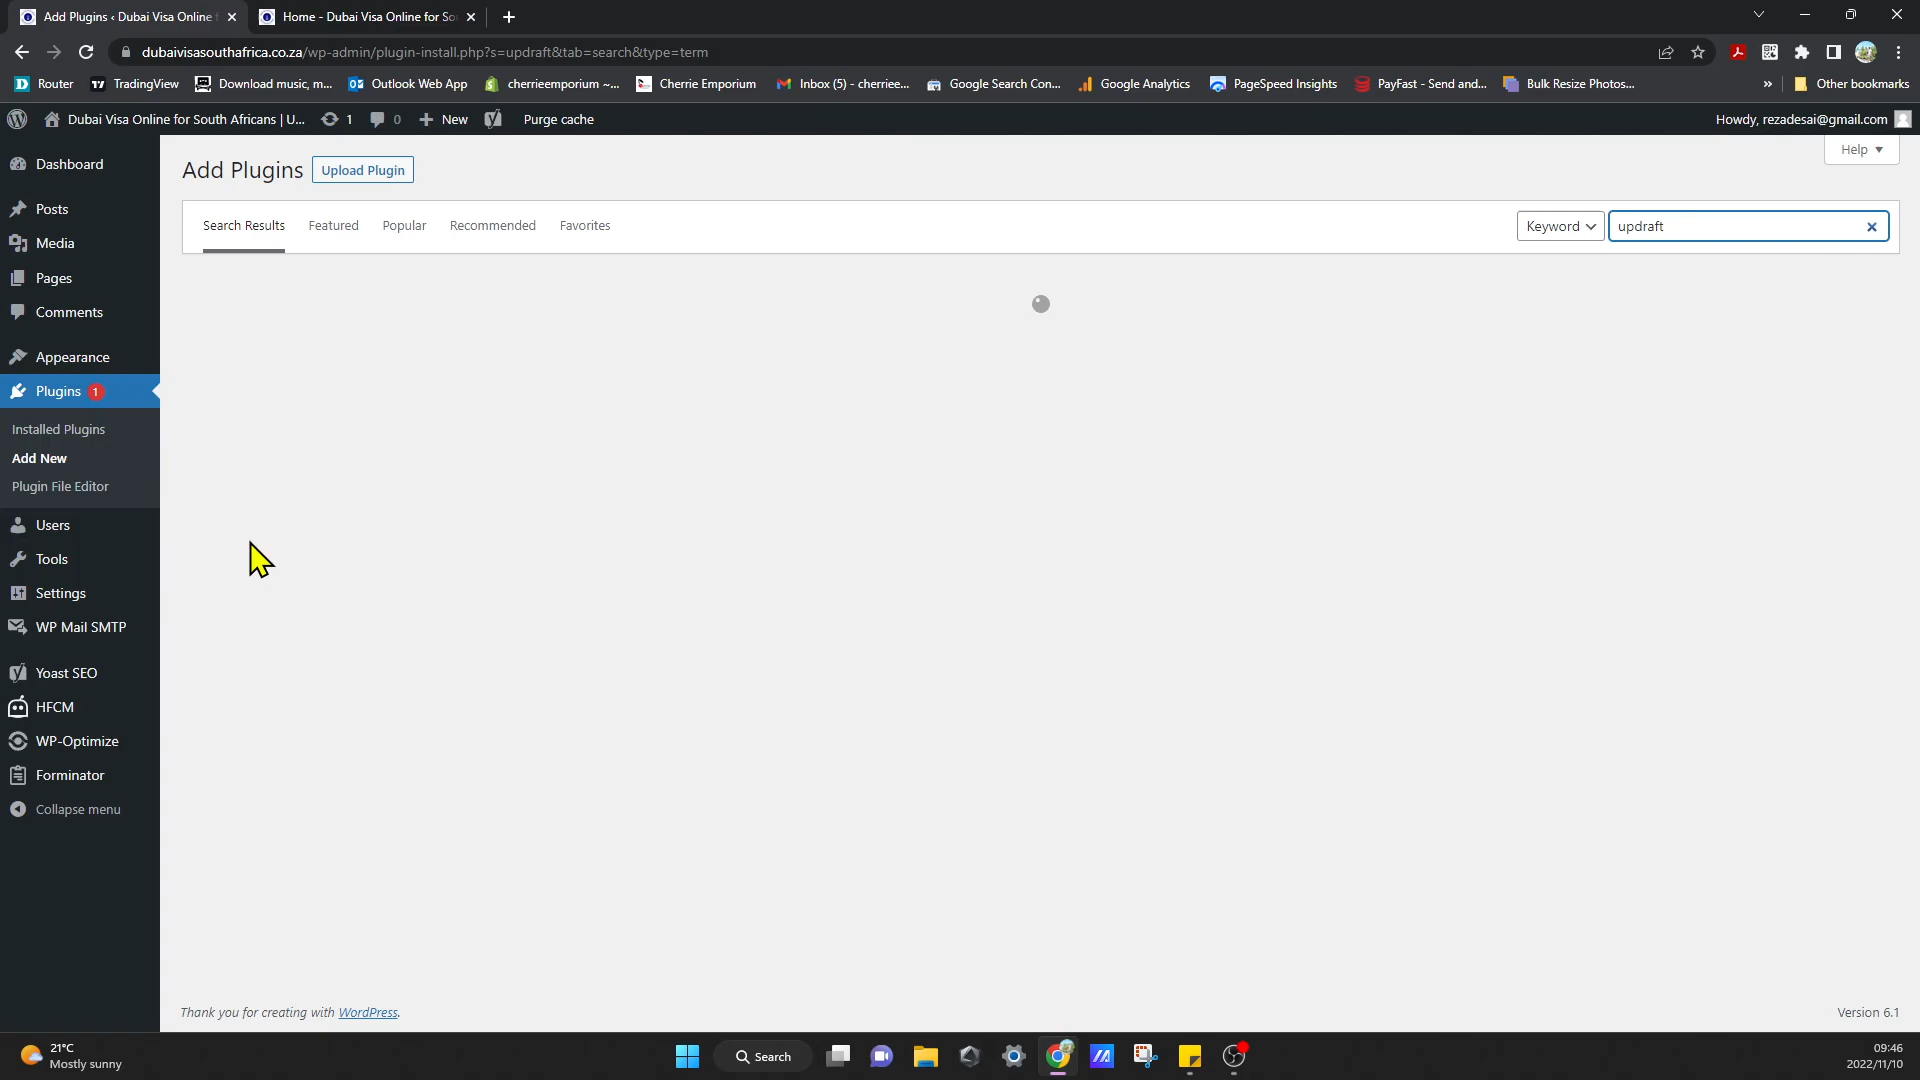 Add Plugins ‹ Dubai Visa Online f
Home - Dubai Visa Online for So
dubaivisasouthafrica.co.za/wp-admin/plugin-install.php?s=updraft&tab=search&type=term
Router
TradingView
Download music, m...
Outlook Web App
cherrieemporium ~...
Cherrie Emporium
Inbox (5) - cherriee...
Google Search Con...
Google Analytics
PageSpeed Insights
PayFast - Send and...
Bulk Resize Photos...
»
Other bookmarks
Dubai Visa Online for South Africans | U...
1
0
New
Purge cache
Howdy, rezadesai@gmail.com
Help
Add Plugins
Upload Plugin
Search Results
Featured
Popular
Recommended
Favorites
Keyword
updraft
Dashboard
Posts
Media
Pages
Comments
Appearance
Plugins 1
Installed Plugins
Add New
Plugin File Editor
Users
Tools
Settings
WP Mail SMTP
Yoast SEO
HFCM
WP-Optimize
Forminator
Collapse menu
Thank you for creating with WordPress.
Version 6.1
21°C
Mostly sunny
Search
09:46
2022/11/10